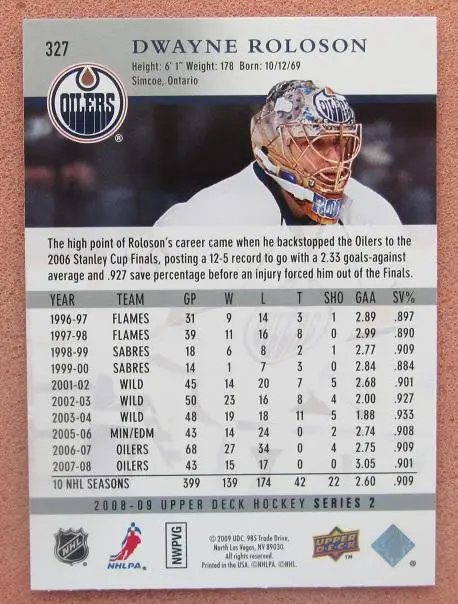 327
DWAYNE ROLOSON
Height: 6' 1" Weight: 178 Born: 10/12/69
Simcoe, Ontario
OILERS
®
The high point of Roloson's career came when he backstopped the Oilers to the
2006 Stanley Cup Finals, posting a 12-5 record to go with a 2.33 goals-against
average and .927 save percentage before an injury forced him out of the Finals.
YEAR TEAM GP W L T SHO GAA SV%
1996-97 FLAMES 31 9 14 3 1 2.89 .897
1997-98 FLAMES 39 11 16 8 0 2.99 .890
1998-99 SABRES 18 6 8 2 1 2.77 .909
1999-00 SABRES 14 1 7 3 0 2.84 .884
2001-02 WILD 45 14 20 7 5 2.68 .901
2002-03 WILD 50 23 16 8 4 2.00 .927
2003-04 WILD 48 19 18 11 5 1.88 .933
2005-06 MIN/EDM 43 14 24 0 2 2.74 .908
2006-07 OILERS 68 27 34 0 4 2.75 .909
2007-08 OILERS 43 15 17 0 0 3.05 .901
10 NHL SEASONS 399 139 174 42 22 2.60 .909
2008-09 UPPER DECK HOCKEY SERIES 2
NHL
NHLPA.
NWPVG
© 2009 UDC. 985 Trade Drive,
North Las Vegas, NV 89030.
All rights reserved.
Printed in the USA. ©NHLPA. ©NHL.
UPPER DECK
™
®